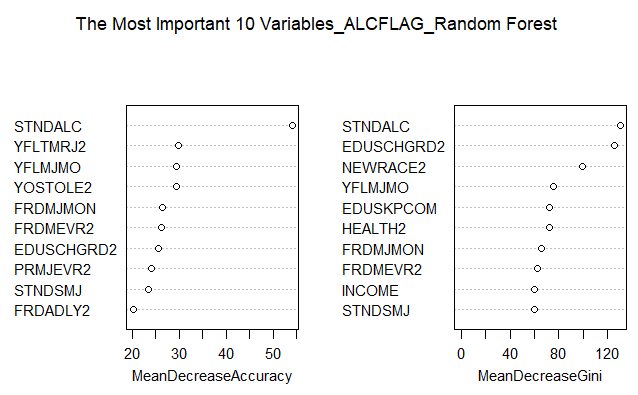 The Most Important 10 Variables_ALCFLAG_Random Forest
STNDALC
YFLTMRJ2
YFLMJMO
YOSTOLE2
FRDMJMON
FRDMEVR2
EDUSCHGRD2
PRMJEVR2
STNDSMJ
FRDADLY2
20 30 40 50
MeanDecreaseAccuracy
STNDALC
EDUSCHGRD2
NEWRACE2
YFLMJMO
EDUSKPCOM
HEALTH2
FRDMJMON
FRDMEVR2
INCOME
STNDSMJ
0 40 80 120
MeanDecreaseGini